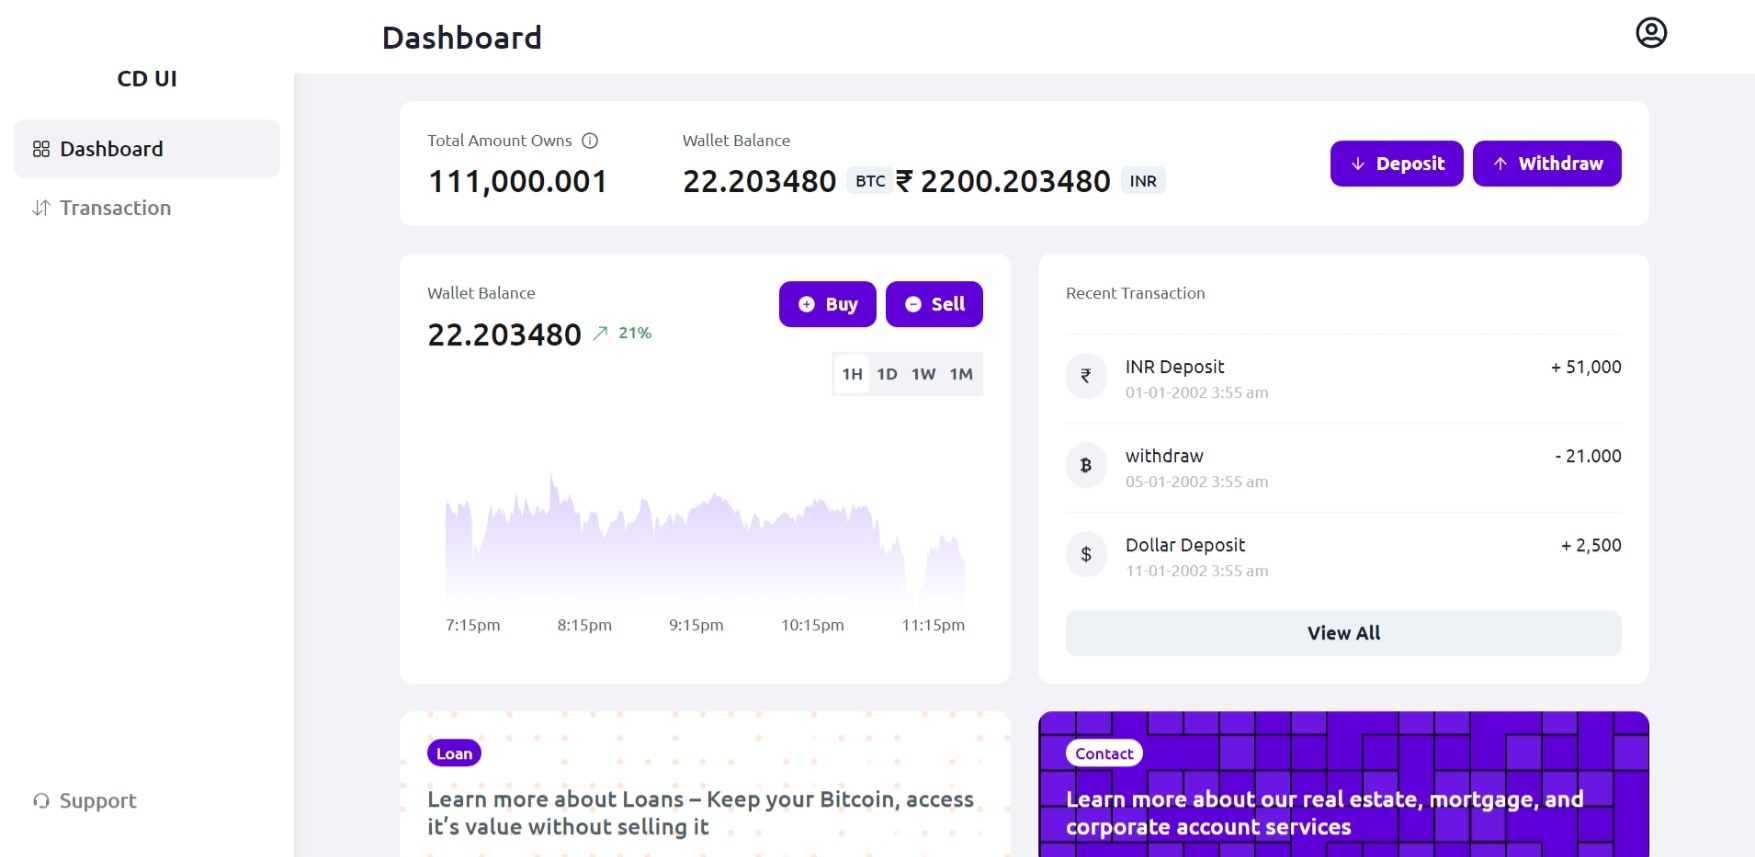 Dashboard
CD UI
Dashboard
Transaction
Support
Total Amount Owns
111,000.001
Wallet Balance
22.203480 BTC ₹ 2200.203480 INR
Deposit
Withdraw
Wallet Balance
22.203480 21%
Buy
Sell
1H 1D 1W 1M
7:15pm 8:15pm 9:15pm 10:15pm 11:15pm
Recent Transaction
₹ INR Deposit + 51,000
01-01-2002 3:55 am
₿ withdraw - 21.000
05-01-2002 3:55 am
$ Dollar Deposit + 2,500
11-01-2002 3:55 am
View All
Loan
Learn more about Loans – Keep your Bitcoin, access
it’s value without selling it
Contact
Learn more about our real estate, mortgage, and
corporate account services